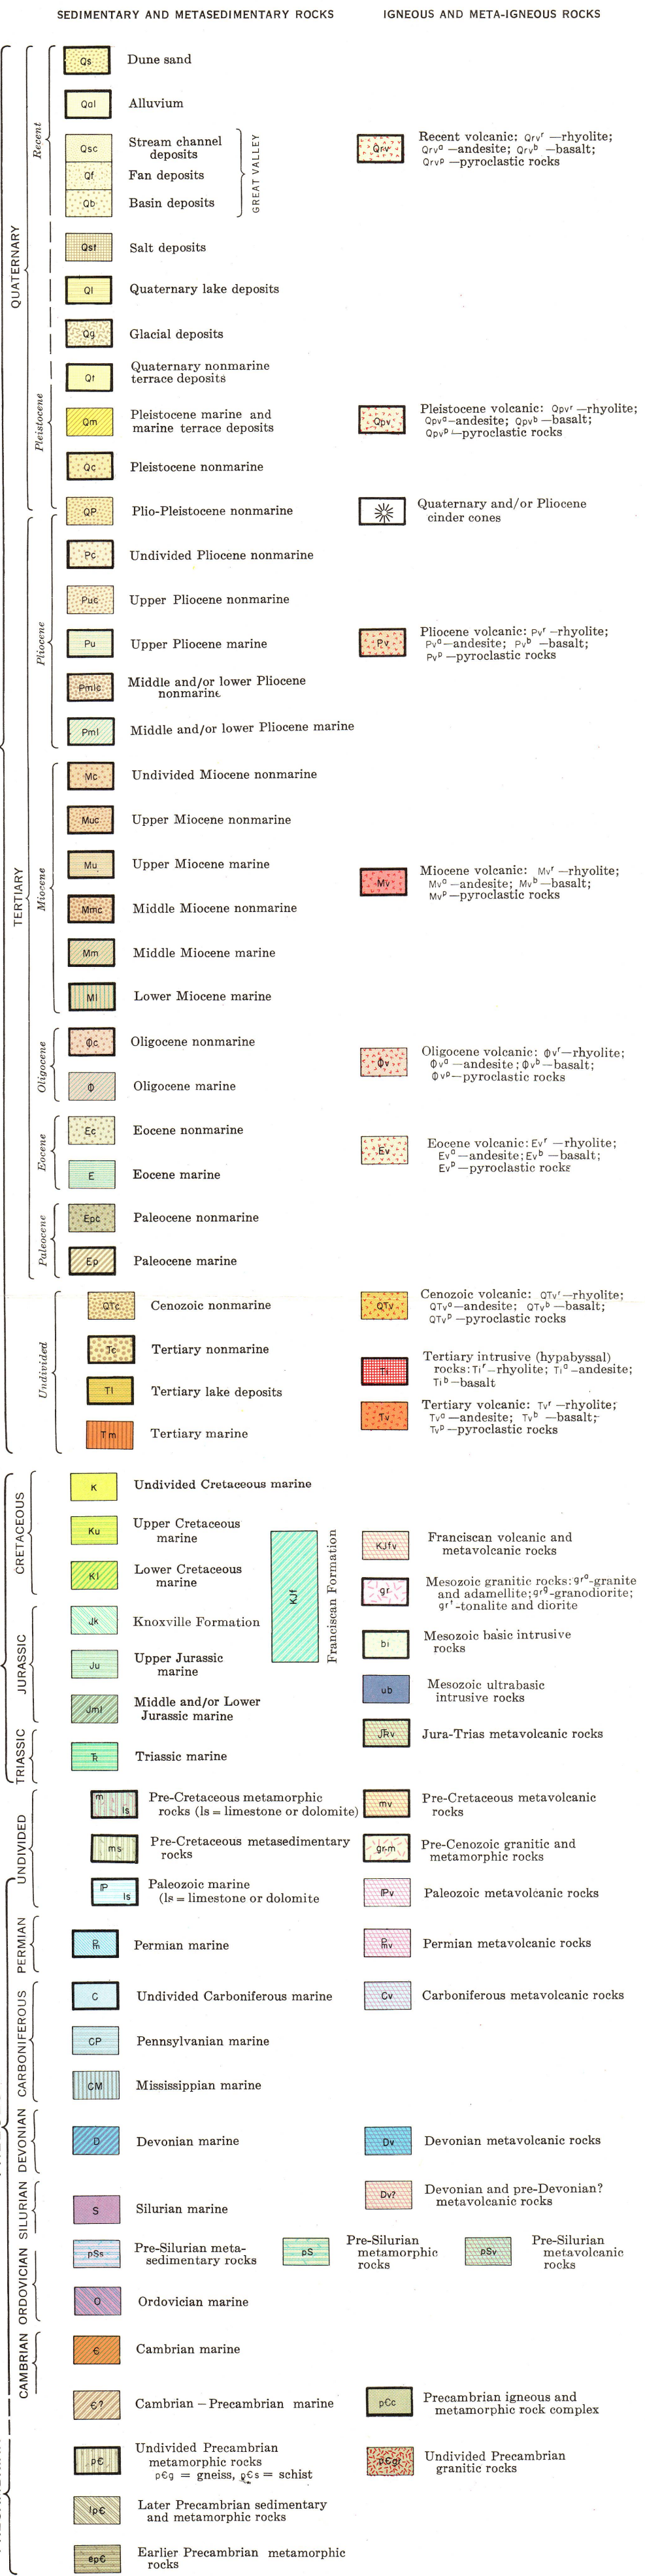 SEDIMENTARY AND METASEDIMENTARY ROCKS
IGNEOUS AND META-IGNEOUS ROCKS
QUATERNARY
Recent
Qs
Dune sand
Qal
Alluvium
Qsc
Stream channel
deposits
Qf
Fan deposits
Qb
Basin deposits
GREAT VALLEY
Qrv
Recent volcanic: Qrvʳ —rhyolite;
Qrvᵃ —andesite; Qrvᵇ —basalt;
Qrvᵖ —pyroclastic rocks
Qst
Salt deposits
Ql
Quaternary lake deposits
Qg
Glacial deposits
Qt
Quaternary nonmarine
terrace deposits
Pleistocene
Qm
Pleistocene marine and
marine terrace deposits
Qpv
Pleistocene volcanic: Qpvʳ —rhyolite;
Qpvᵃ —andesite; Qpvᵇ —basalt;
Qpvᵖ —pyroclastic rocks
Qc
Pleistocene nonmarine
QP
Plio-Pleistocene nonmarine
Quaternary and/or Pliocene
cinder cones
TERTIARY
Pliocene
Pc
Undivided Pliocene nonmarine
Puc
Upper Pliocene nonmarine
Pu
Upper Pliocene marine
Pv
Pliocene volcanic: Pvʳ —rhyolite;
Pvᵃ —andesite; Pvᵇ —basalt;
Pvᵖ —pyroclastic rocks
Pmlc
Middle and/or lower Pliocene
nonmarine
Pml
Middle and/or lower Pliocene marine
Miocene
Mc
Undivided Miocene nonmarine
Muc
Upper Miocene nonmarine
Mu
Upper Miocene marine
Mv
Miocene volcanic: Mvʳ —rhyolite;
Mvᵃ —andesite; Mvᵇ —basalt;
Mvᵖ —pyroclastic rocks
Mmc
Middle Miocene nonmarine
Mm
Middle Miocene marine
Ml
Lower Miocene marine
Oligocene
Φc
Oligocene nonmarine
Φ
Oligocene marine
Φv
Oligocene volcanic: Φvʳ —rhyolite;
Φvᵃ —andesite; Φvᵇ —basalt;
Φvᵖ —pyroclastic rocks
Eocene
Ec
Eocene nonmarine
E
Eocene marine
Ev
Eocene volcanic: Evʳ —rhyolite;
Evᵃ —andesite; Evᵇ —basalt;
Evᵖ —pyroclastic rocks
Paleocene
Epc
Paleocene nonmarine
Ep
Paleocene marine
Undivided
QTc
Cenozoic nonmarine
QTv
Cenozoic volcanic: QTvʳ —rhyolite;
QTvᵃ —andesite; QTvᵇ —basalt;
QTvᵖ —pyroclastic rocks
Tc
Tertiary nonmarine
Ti
Tertiary intrusive (hypabyssal)
rocks: Tiʳ —rhyolite; Tiᵃ —andesite;
Tiᵇ —basalt
Tl
Tertiary lake deposits
Tm
Tertiary marine
Tv
Tertiary volcanic: Tvʳ —rhyolite;
Tvᵃ —andesite; Tvᵇ —basalt;
Tvᵖ —pyroclastic rocks
CRETACEOUS
K
Undivided Cretaceous marine
Ku
Upper Cretaceous
marine
Kl
Lower Cretaceous
marine
KJf
Franciscan Formation
KJfv
Franciscan volcanic and
metavolcanic rocks
gr
Mesozoic granitic rocks: grᵃ -granite
and adamellite; grᵍ -granodiorite;
grᵗ -tonalite and diorite
JURASSIC
Jk
Knoxville Formation
Ju
Upper Jurassic
marine
Jml
Middle and/or Lower
Jurassic marine
bi
Mesozoic basic intrusive
rocks
ub
Mesozoic ultrabasic
intrusive rocks
JTRv
Jura-Trias metavolcanic rocks
TRIASSIC
TR
Triassic marine
UNDIVIDED
m
ls
Pre-Cretaceous metamorphic
rocks (ls = limestone or dolomite)
mv
Pre-Cretaceous metavolcanic
rocks
ms
Pre-Cretaceous metasedimentary
rocks
gr-m
Pre-Cenozoic granitic and
metamorphic rocks
IP
ls
Paleozoic marine
(ls = limestone or dolomite
IPv
Paleozoic metavolcanic rocks
PERMIAN
Pm
Permian marine
Pmv
Permian metavolcanic rocks
CARBONIFEROUS
C
Undivided Carboniferous marine
Cv
Carboniferous metavolcanic rocks
CP
Pennsylvanian marine
CM
Mississippian marine
DEVONIAN
D
Devonian marine
Dv
Devonian metavolcanic rocks
Dv?
Devonian and pre-Devonian?
metavolcanic rocks
SILURIAN
S
Silurian marine
pSs
Pre-Silurian meta-
sedimentary rocks
pS
Pre-Silurian
metamorphic
rocks
pSv
Pre-Silurian
metavolcanic
rocks
ORDOVICIAN
O
Ordovician marine
CAMBRIAN
Є
Cambrian marine
Є?
Cambrian – Precambrian marine
pЄc
Precambrian igneous and
metamorphic rock complex
pЄ
Undivided Precambrian
metamorphic rocks
pЄg = gneiss, pЄs = schist
pЄgr
Undivided Precambrian
granitic rocks
lpЄ
Later Precambrian sedimentary
and metamorphic rocks
epЄ
Earlier Precambrian metamorphic
rocks